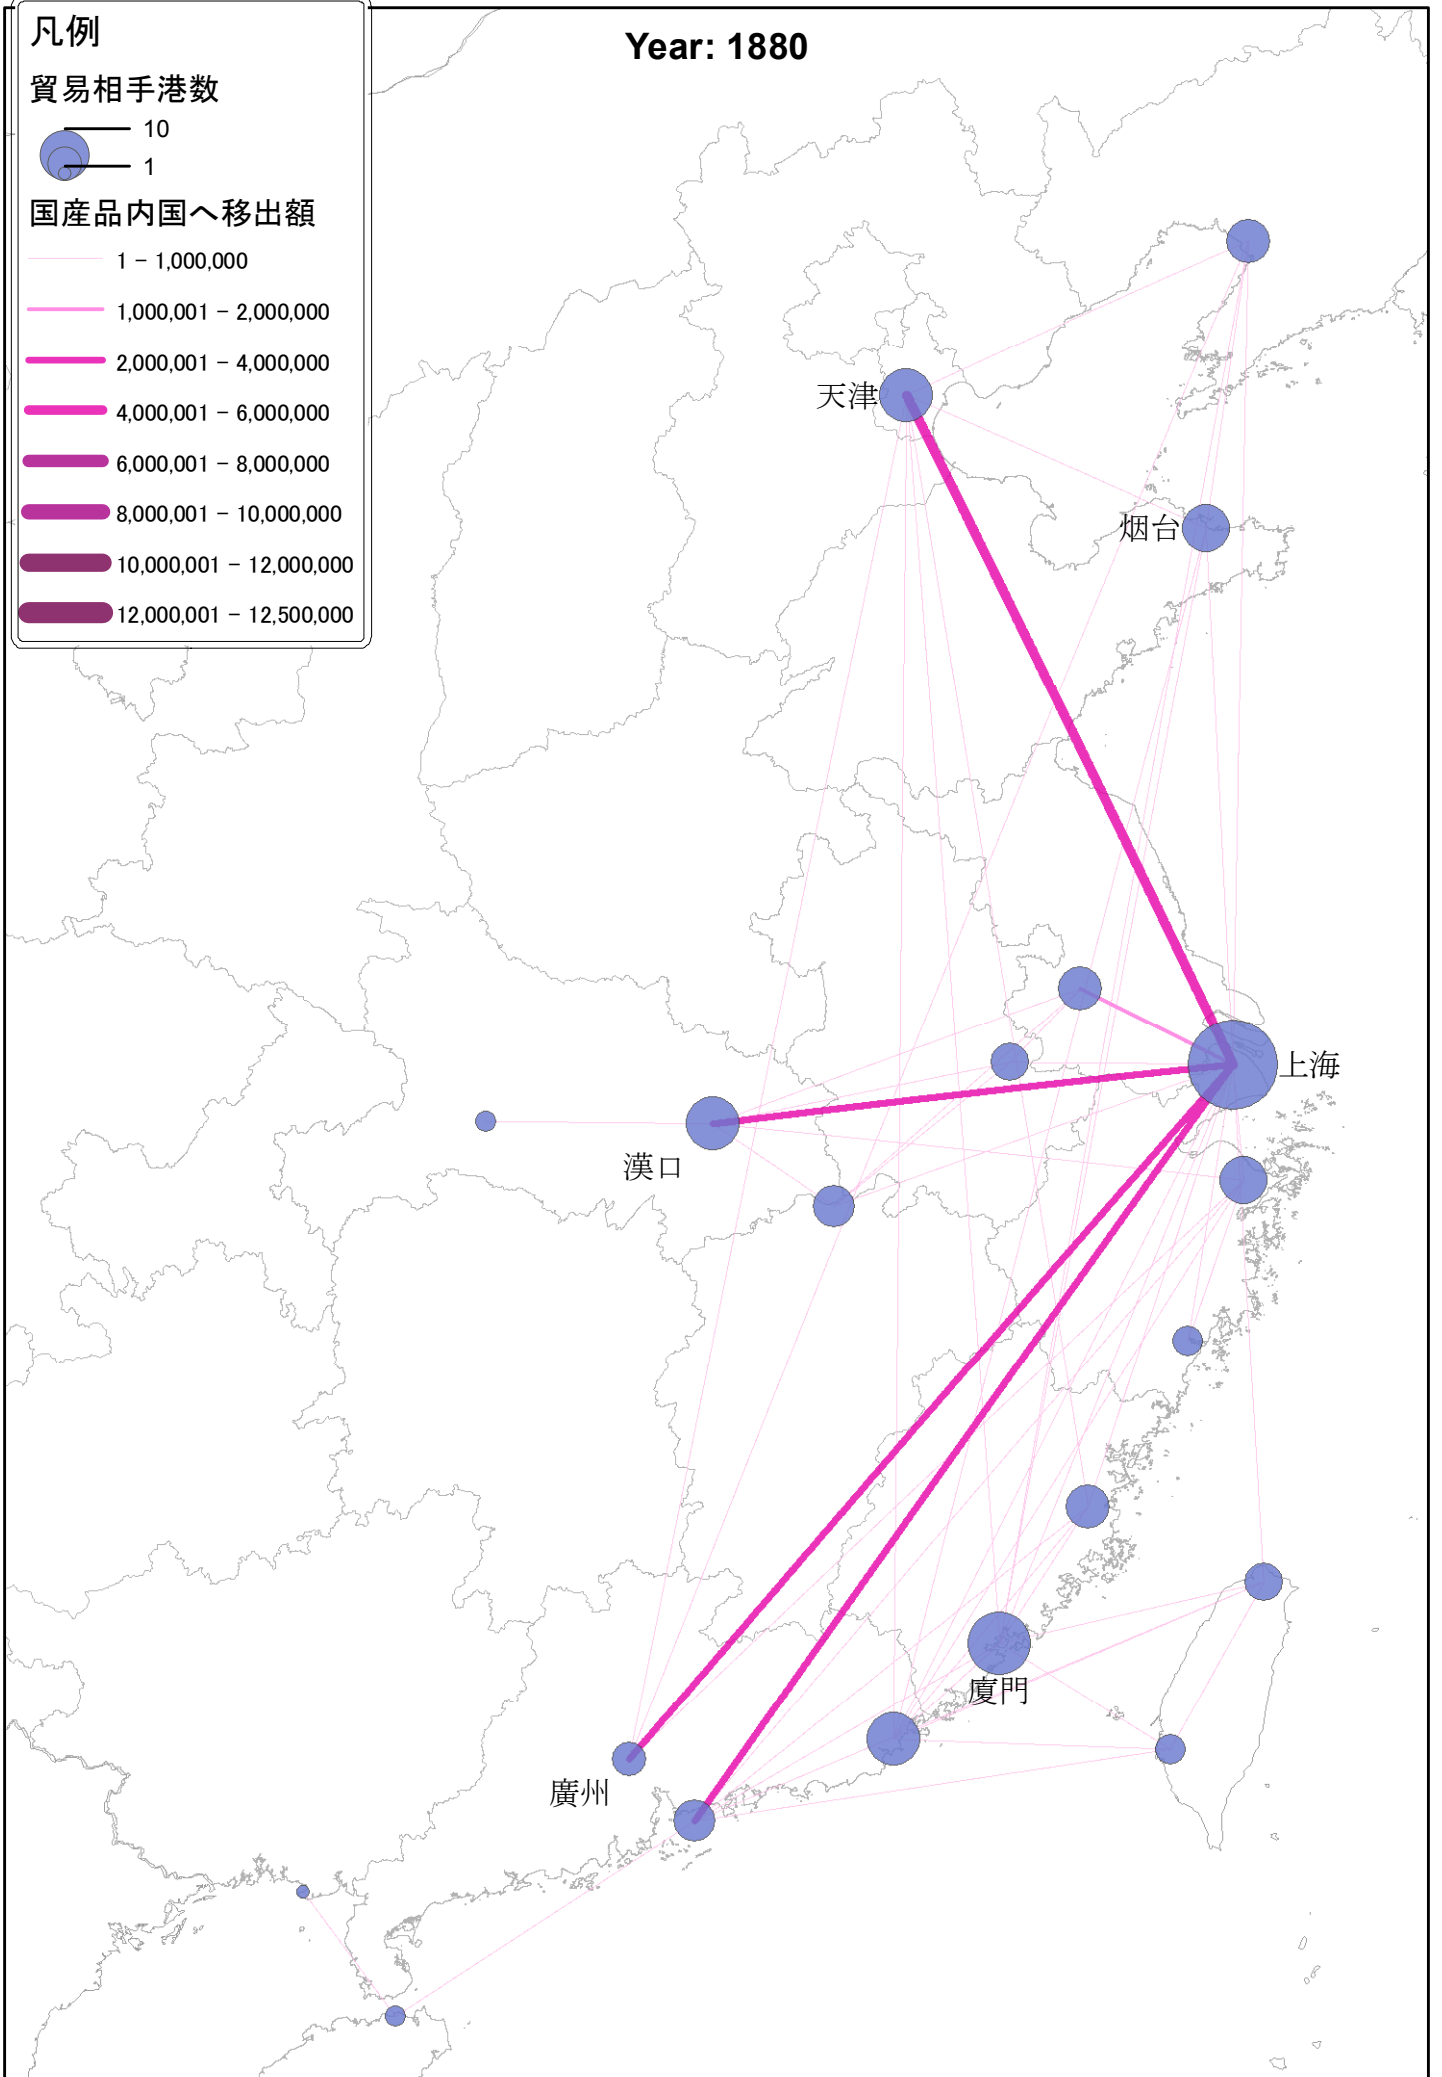 凡例
Year: 1880
貿易相手港数
10
1
国産品内国へ移出額
1 - 1,000,000
1,000,001 - 2,000,000
2,000,001 - 4,000,000
4,000,001 - 6,000,000
6,000,001 - 8,000,000
8,000,001 - 10,000,000
10,000,001 - 12,000,000
12,000,001 - 12,500,000
天津
烟台
上海
漢口
廈門
廣州